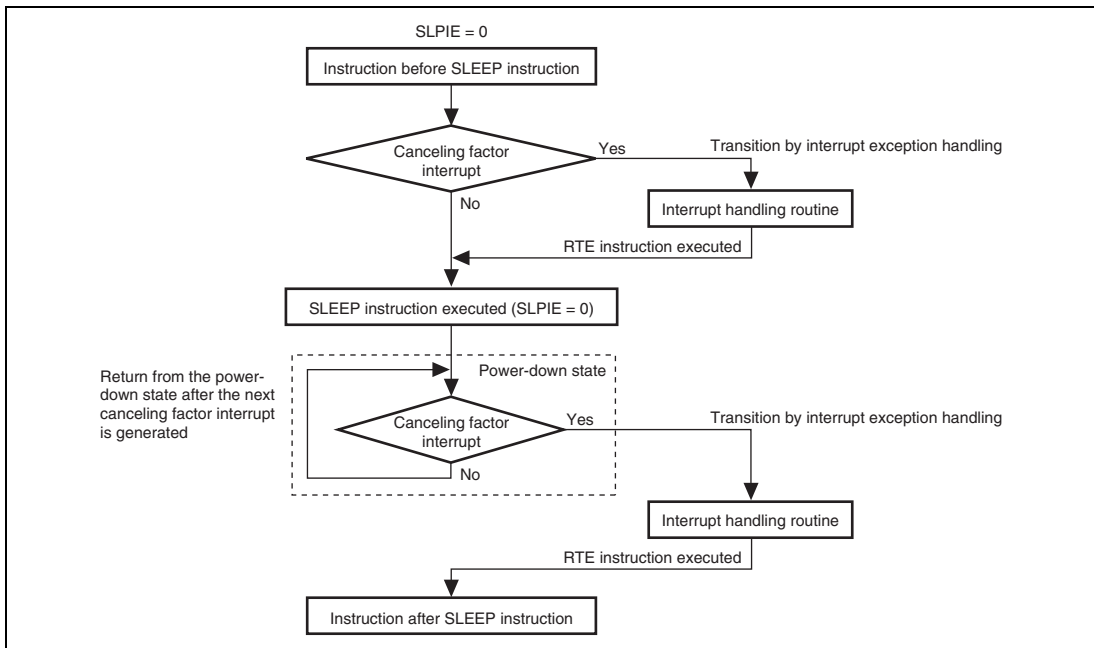 SLPIE = 0
Instruction before SLEEP instruction
Canceling factor
interrupt
Yes
Transition by interrupt exception handling
No
Interrupt handling routine
RTE instruction executed
SLEEP instruction executed (SLPIE = 0)
Return from the power-
down state after the next
canceling factor interrupt
is generated
Power-down state
Canceling factor
interrupt
Yes
Transition by interrupt exception handling
No
Interrupt handling routine
RTE instruction executed
Instruction after SLEEP instruction